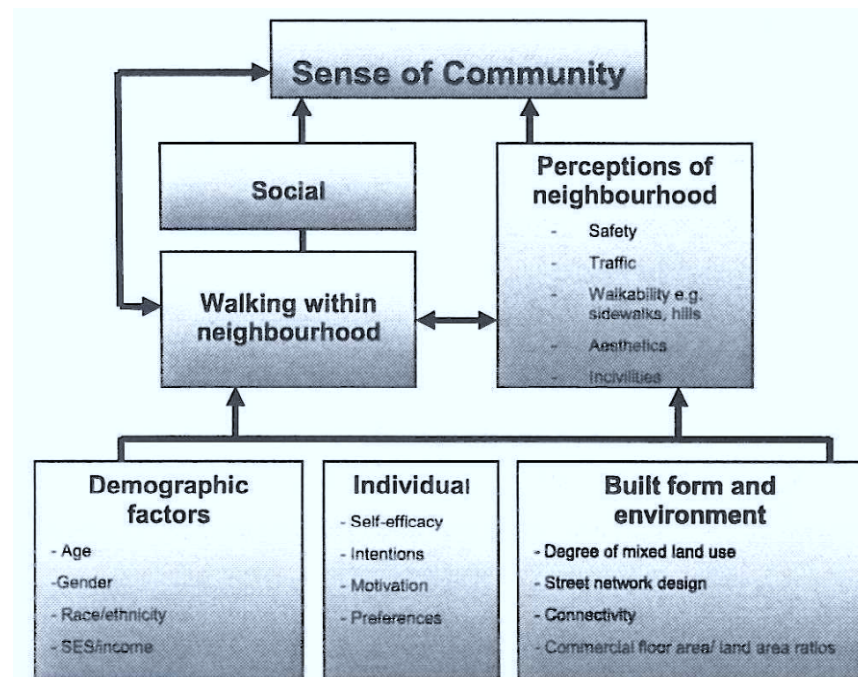 Sense of Community
Social
Perceptions of
neighbourhood
- Safety
- Traffic
- Walkability e.g.
sidewalks, hills
- Aesthetics
- Incivilities
Walking within
neighbourhood
Demographic
factors
- Age
-Gender
- Race/ethnicity
- SES/income
Individual
- Self-efficacy
- Intentions
- Motivation
- Preferences
Built form and
environment
- Degree of mixed land use
- Street network design
- Connectivity
- Commercial floor area/ land area ratios